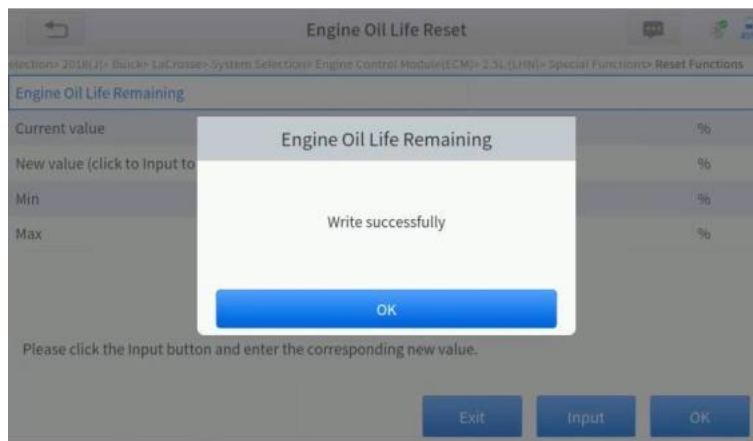 Engine Oil Life Reset
election> 2018(J)> Buick> LaCrosse> System Selection> Engine Control Module(ECM)> 2.5L (LHN)> Special Functions> Reset Functions
Engine Oil Life Remaining
Current value %
New value (click to Input to %
Min %
Max %
Engine Oil Life Remaining
Write successfully
OK
Please click the Input button and enter the corresponding new value.
Exit Input OK